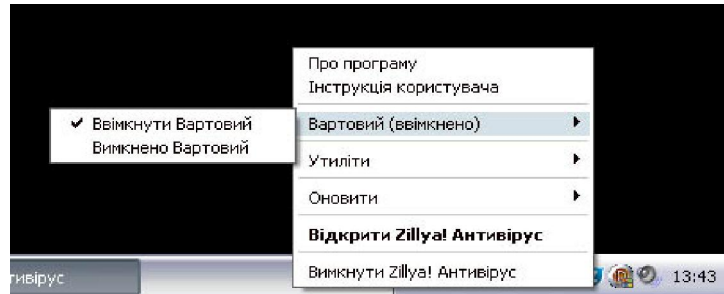 Про програму
Інструкція користувача
Вартовий (ввімкнено)
✔ Ввімкнути Вартовий
Вимкнено Вартовий
Утиліти
Оновити
Відкрити Zillya! Антивірус
Вимкнути Zillya! Антивірус
тивірус
13:43